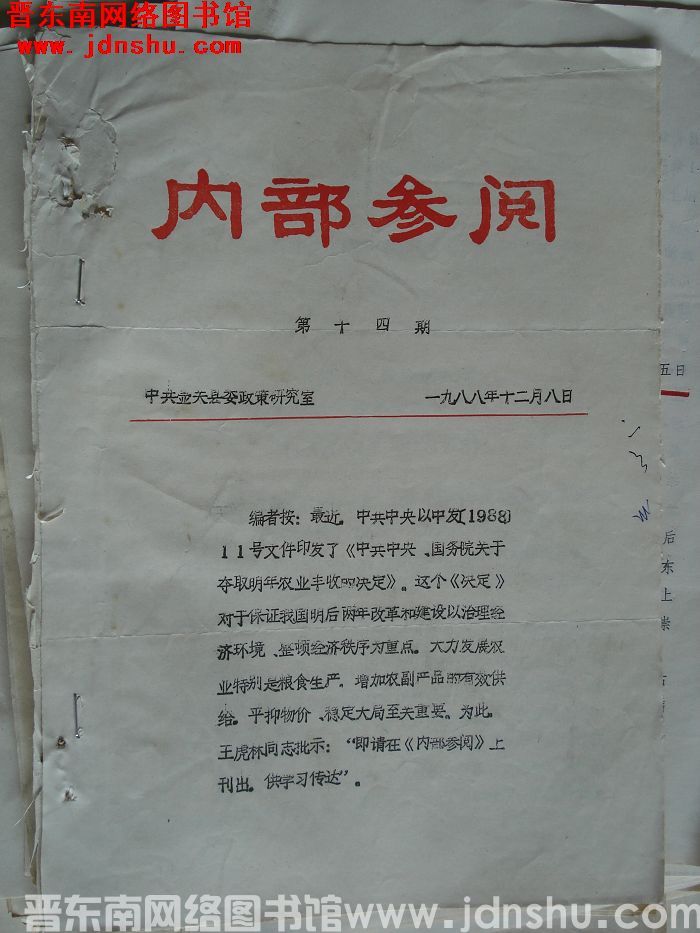 晋东南网络图书馆
www.jdnshu.com
内部参阅
第十四期
中共壶关县委政策研究室 一九八八年十二月八日
编者按：最近，中共中央以中发〔1988〕
11号文件印发了《中共中央、国务院关于
夺取明年农业丰收的决定》。这个《决定》
对于保证我国明后两年改革和建设以治理经
济环境、整顿经济秩序为重点，大力发展农
业特别是粮食生产，增加农副产品的有效供
给，平抑物价、稳定大局至关重要。为此，
王虎林同志批示：“即请在《内部参阅》上
刊出，供学习传达”。
五日
后
东
上
崇
晋东南网络图书馆www.jdnshu.com